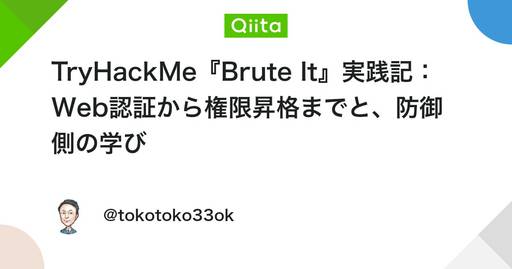 Qiita
TryHackMe『Brute It』実践記：
Web認証から権限昇格までと、防御
側の学び
@tokotoko33ok